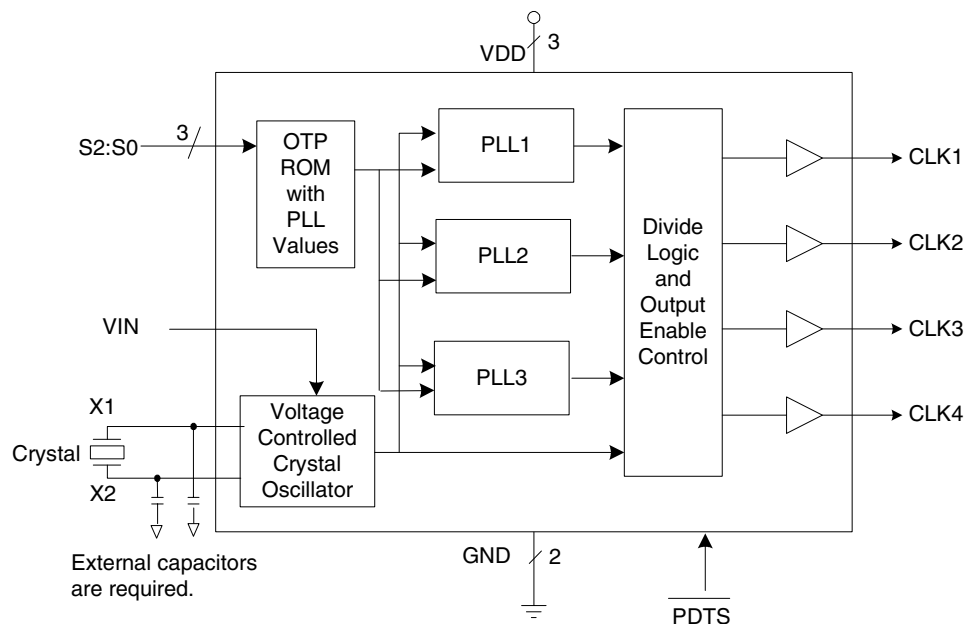 VDD
3
S2:S0
3
OTP
ROM
with
PLL
Values
PLL1
PLL2
PLL3
Divide
Logic
and
Output
Enable
Control
CLK1
CLK2
CLK3
CLK4
VIN
X1
Crystal
X2
Voltage
Controlled
Crystal
Oscillator
External capacitors
are required.
GND
2
PDTS